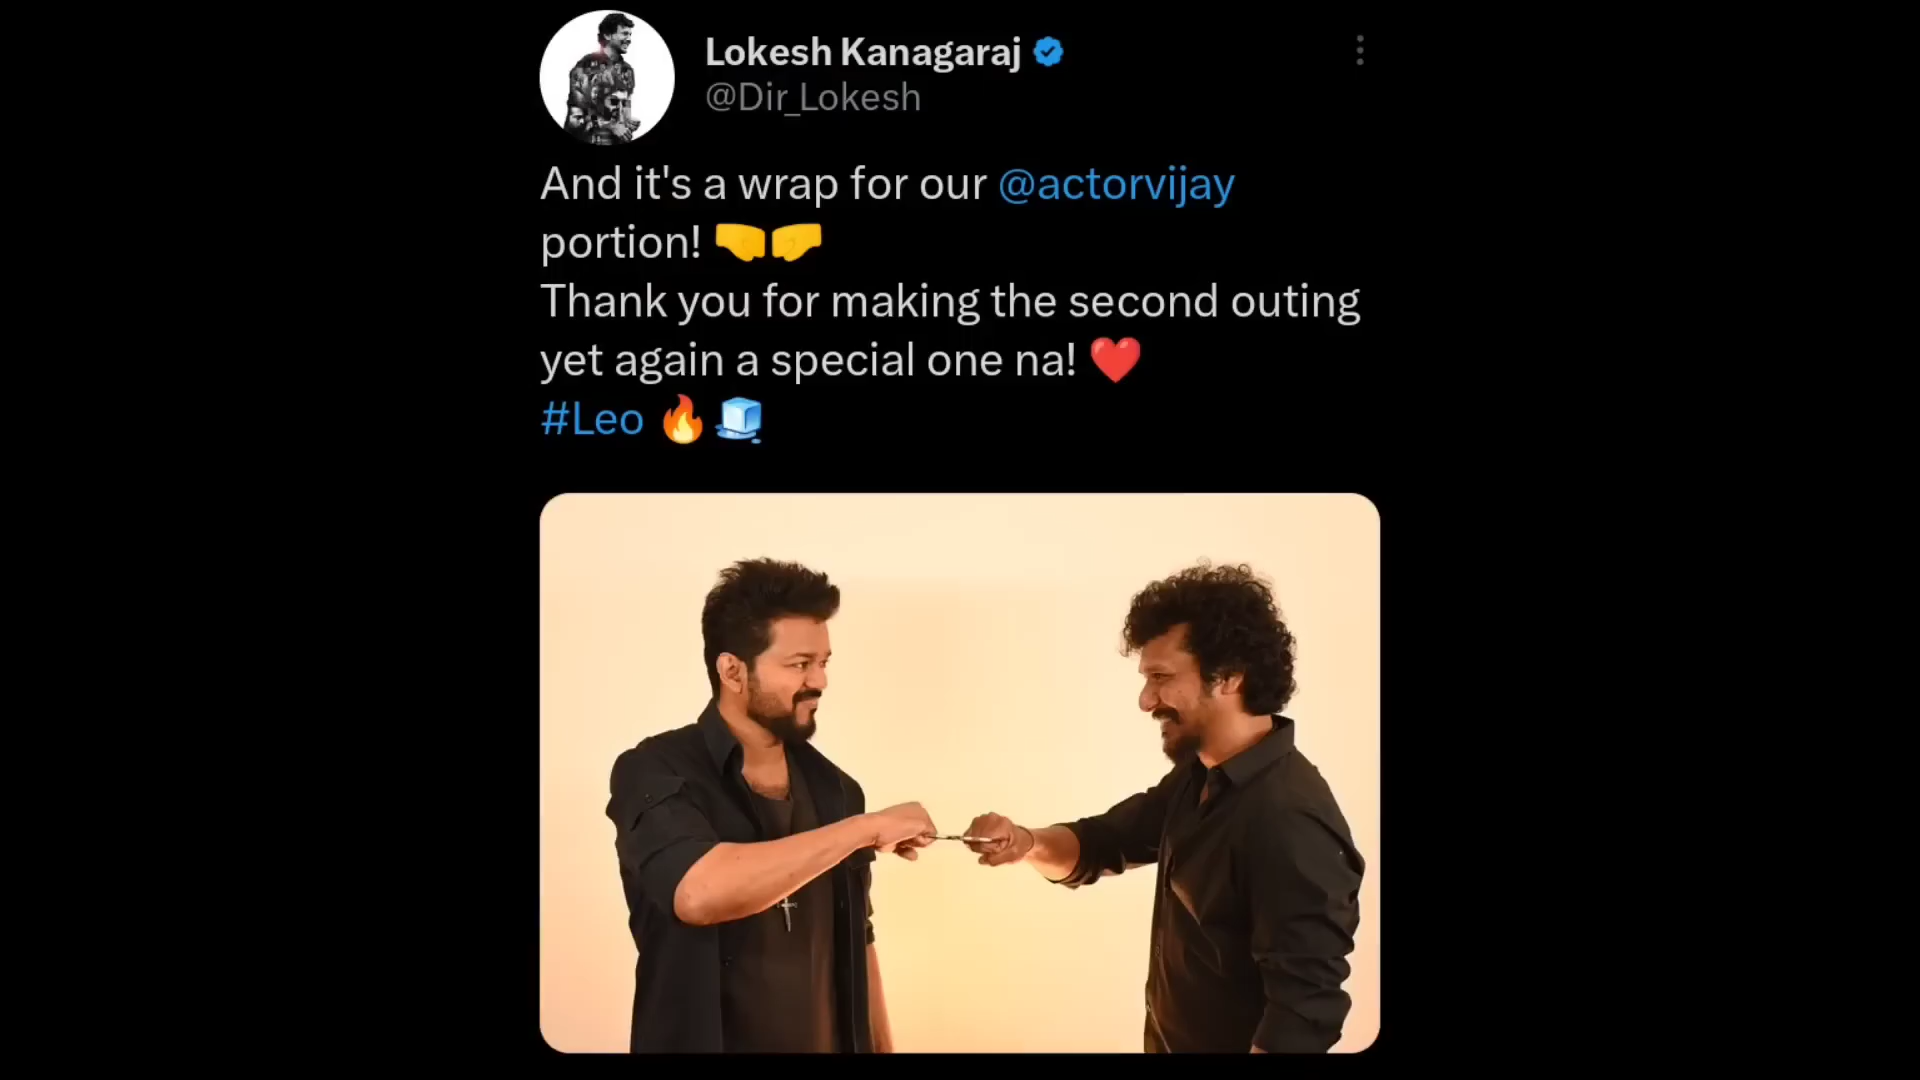 Lokesh Kanagaraj
@Dir_Lokesh
And it's a wrap for our @actorvijay
portion! 🤜🤛
Thank you for making the second outing
yet again a special one na! ❤️
#Leo 🔥🧊